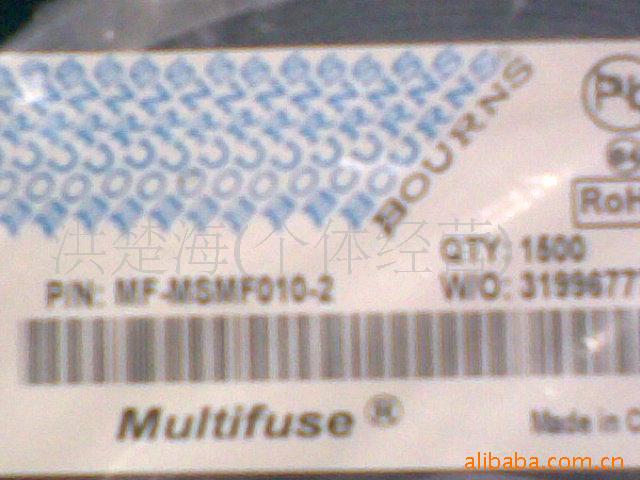 BOURNS
Pb
RoH
洪楚海(个体经营)
QTY: 1500
P/N: MF-MSMF010-2
W/O: 3199677
Multifuse®
Made in C
alibaba.com.cn